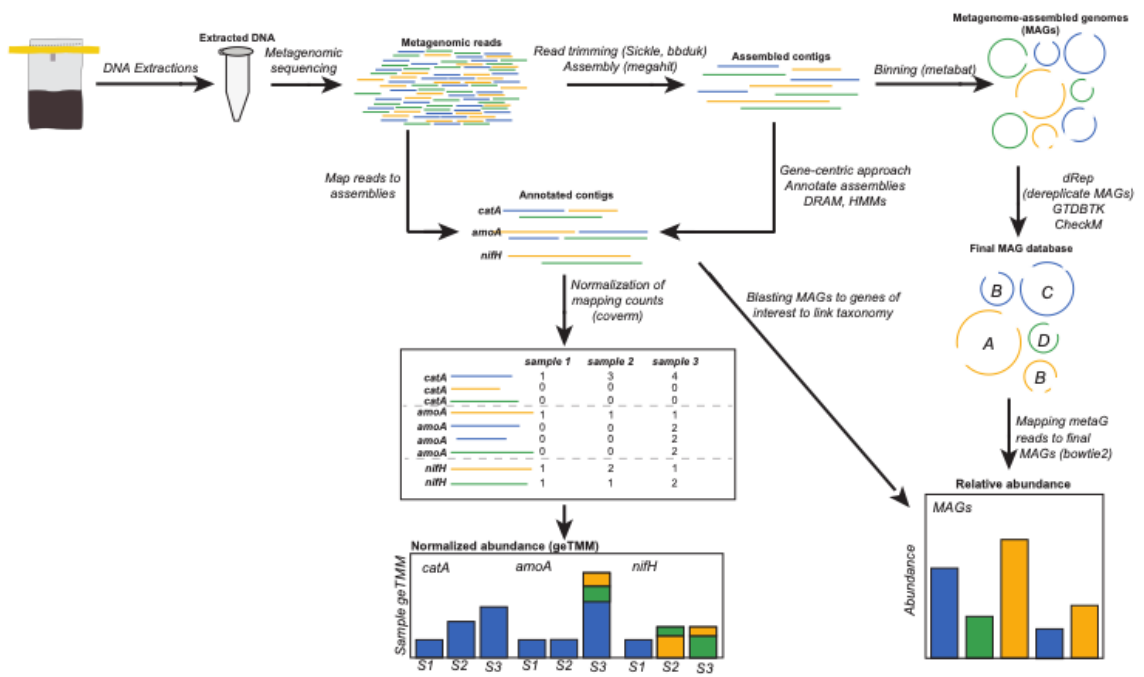 Metagenome-assembled genomes
(MAGs)
Extracted DNA
DNA Extractions
Metagenomic
sequencing
Metagenomic reads
Read trimming (Sickle, bbduk)
Assembly (megahit)
Assembled contigs
Binning (metabat)
Map reads to
assemblies
Gene-centric approach
Annotate assemblies
DRAM, HMMs
dRep
(dereplicate MAGs)
GTDBTK
CheckM
Annotated contigs
catA
amoA
nifH
Final MAG database
B
C
A
D
B
Normalization of
mapping counts
(coverm)
Blasting MAGs to genes of
interest to link taxonomy
Mapping metaG
reads to final
MAGs (bowtie2)
sample 1 sample 2 sample 3
catA 1 3 4
catA 0 0 0
catA 0 0 0
amoA 1 1 1
amoA 0 0 2
amoA 0 0 2
amoA 0 0 2
nifH 1 2 1
nifH 1 1 2
Relative abundance
MAGs
Abundance
Normalized abundance (geTMM)
catA amoA nifH
Sample geTMM
S1 S2 S3 S1 S2 S3 S1 S2 S3